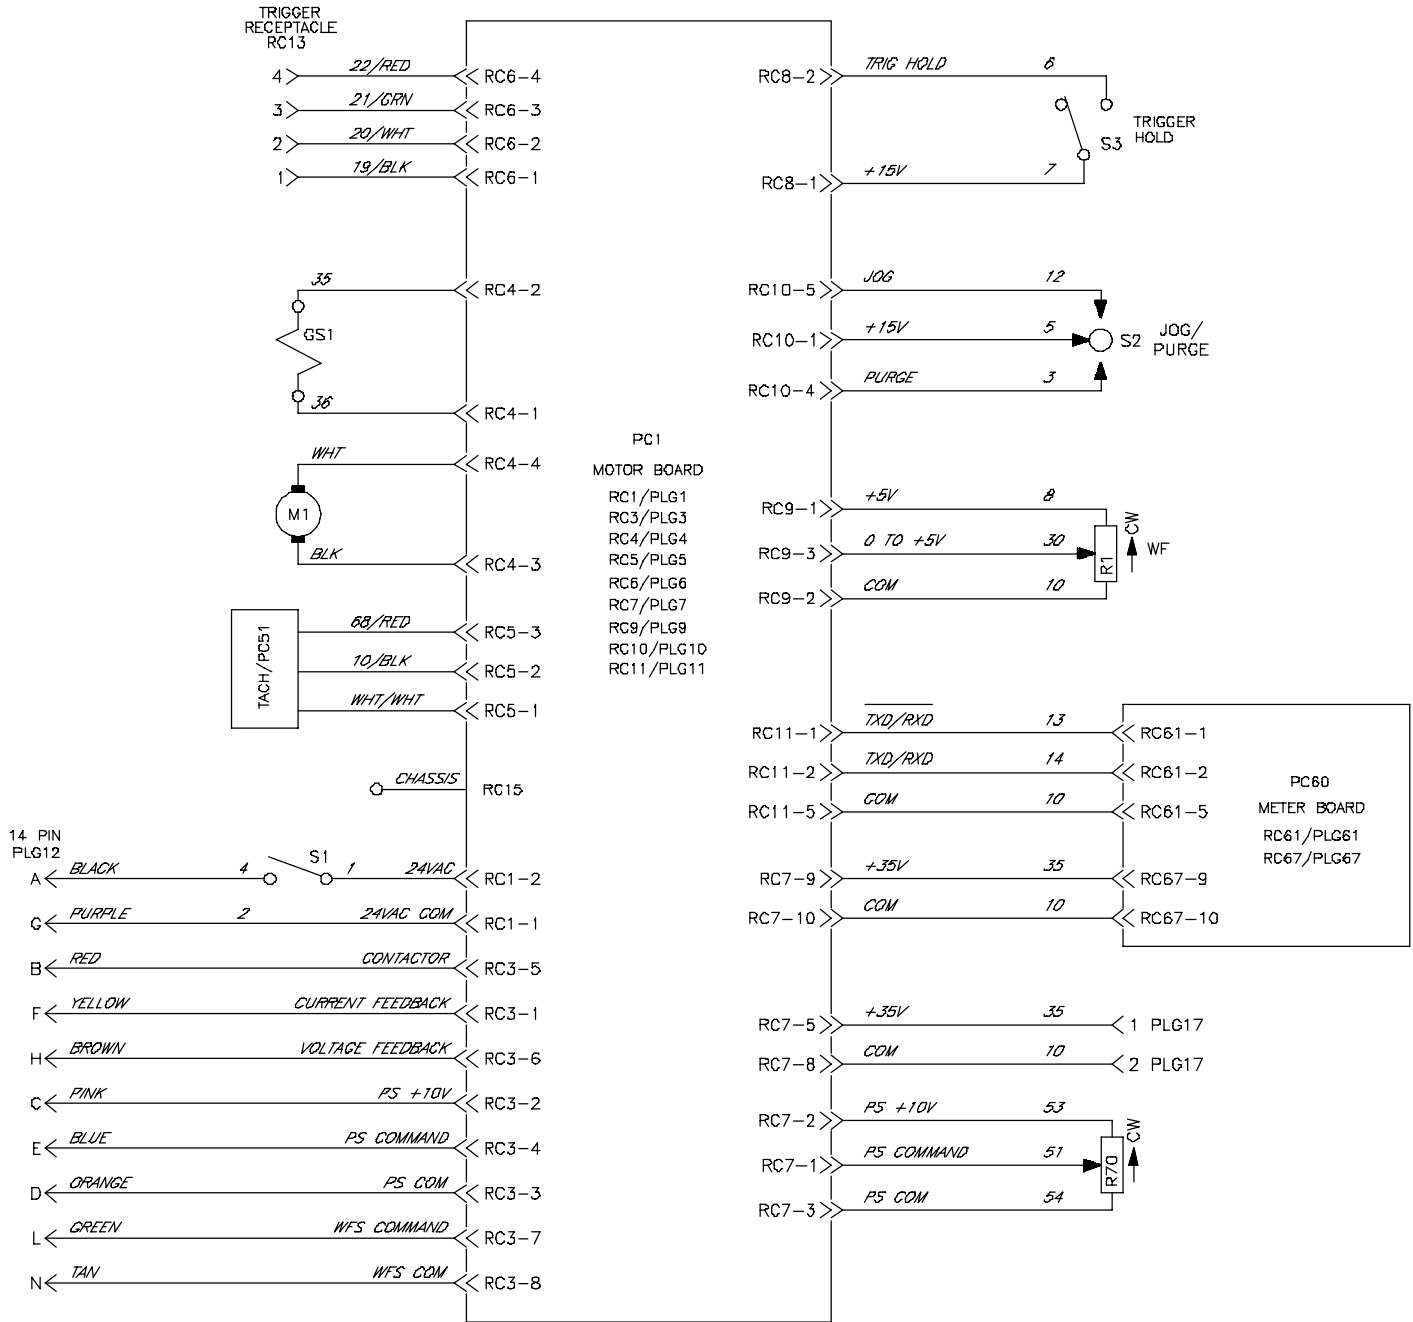 TRIGGER
RECEPTACLE
RC13
4 22/RED RC6-4
3 21/GRN RC6-3
2 20/WHT RC6-2
1 19/BLK RC6-1
35 RC4-2
GS1
36 RC4-1
WHT RC4-4
M1
BLK RC4-3
TACH/PC51
68/RED RC5-3
10/BLK RC5-2
WHT/WHT RC5-1
CHASSIS RC15
14 PIN
PLG12
A BLACK 4 S1 1 24VAC RC1-2
G PURPLE 2 24VAC COM RC1-1
B RED CONTACTOR RC3-5
F YELLOW CURRENT FEEDBACK RC3-1
H BROWN VOLTAGE FEEDBACK RC3-6
C PINK PS +10V RC3-2
E BLUE PS COMMAND RC3-4
D ORANGE PS COM RC3-3
L GREEN WFS COMMAND RC3-7
N TAN WFS COM RC3-8
PC1
MOTOR BOARD
RC1/PLG1
RC3/PLG3
RC4/PLG4
RC5/PLG5
RC6/PLG6
RC7/PLG7
RC9/PLG9
RC10/PLG10
RC11/PLG11
RC8-2 TRIG HOLD 6
S3
TRIGGER
HOLD
RC8-1 +15V 7
RC10-5 JOG 12
RC10-1 +15V 5 S2
JOG/
PURGE
RC10-4 PURGE 3
RC9-1 +5V 8
RC9-3 0 TO +5V 30 R1 CW WF
RC9-2 COM 10
RC11-1 TXD/RXD 13 RC61-1
RC11-2 TXD/RXD 14 RC61-2
RC11-5 COM 10 RC61-5
RC7-9 +35V 35 RC67-9
RC7-10 COM 10 RC67-10
PC60
METER BOARD
RC61/PLG61
RC67/PLG67
RC7-5 +35V 35 1 PLG17
RC7-8 COM 10 2 PLG17
RC7-2 PS +10V 53
RC7-1 PS COMMAND 51 R70 CW
RC7-3 PS COM 54